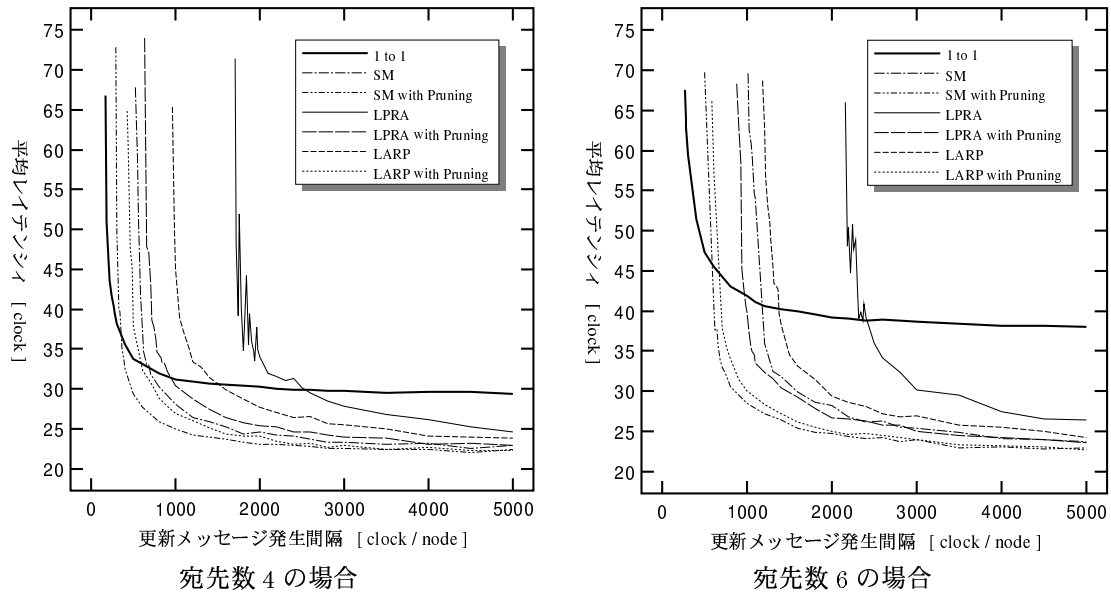 75
70
65
60
55
50
45
40
35
30
25
20
平均レイテンシィ [ clock ]
1 to 1
SM
SM with Pruning
LPRA
LPRA with Pruning
LARP
LARP with Pruning
0 1000 2000 3000 4000 5000
更新メッセージ発生間隔 [ clock / node ]
宛先数 4 の場合
75
70
65
60
55
50
45
40
35
30
25
20
平均レイテンシィ [ clock ]
1 to 1
SM
SM with Pruning
LPRA
LPRA with Pruning
LARP
LARP with Pruning
0 1000 2000 3000 4000 5000
更新メッセージ発生間隔 [ clock / node ]
宛先数 6 の場合